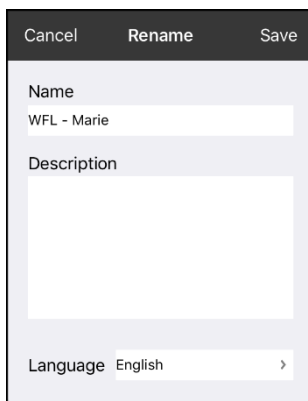 Cancel Rename Save
Name
WFL - Marie
Description
Language English >